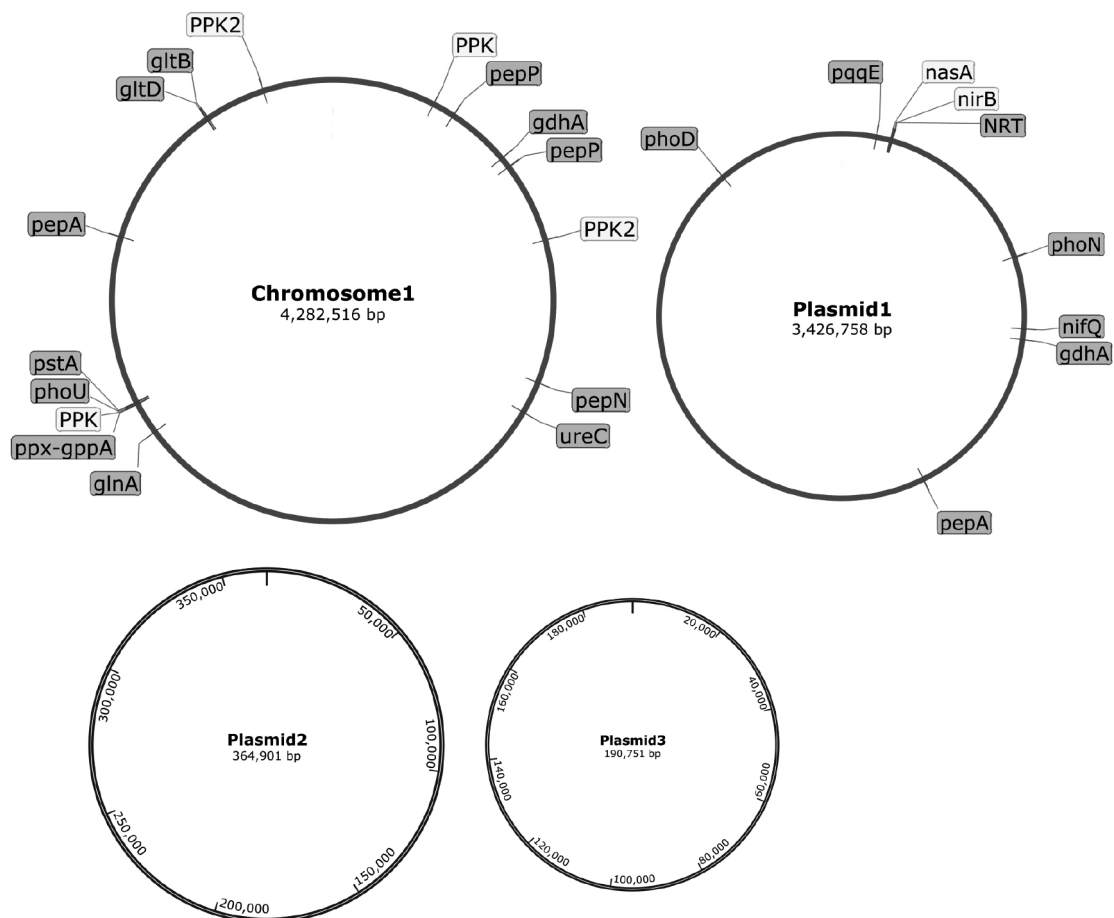 PPK2
gltB
gltD
PPK
pepP
gdhA
pepP
PPK2
pepA
Chromosome1
4,282,516 bp
pstA
phoU
PPK
ppx-gppA
glnA
pepN
ureC
pqqE
nasA
nirB
NRT
phoD
phoN
Plasmid1
3,426,758 bp
nifQ
gdhA
pepA
350,000
50,000
300,000
100,000
Plasmid2
364,901 bp
250,000
150,000
200,000
180,000
20,000
160,000
40,000
Plasmid3
190,751 bp
140,000
60,000
120,000
80,000
100,000